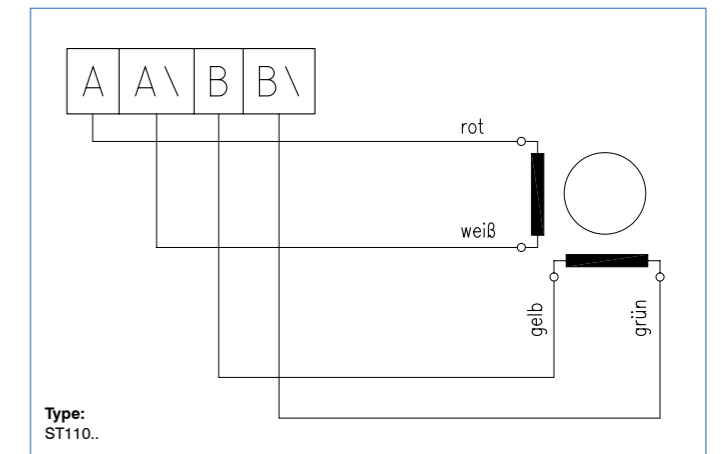 A A\ B B\
rot
weiß
gelb
grün
Type:
ST110..